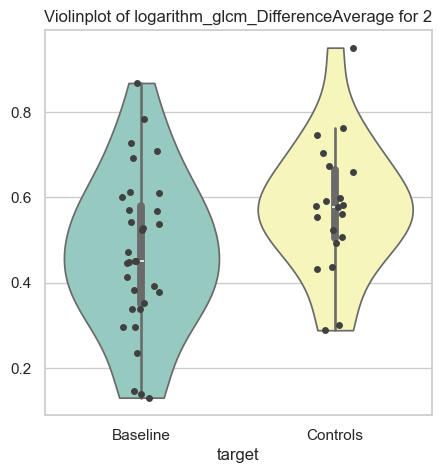 Violinplot of logarithm_glcm_DifferenceAverage for 2
0.8
0.6
0.4
0.2
Baseline
Controls
target